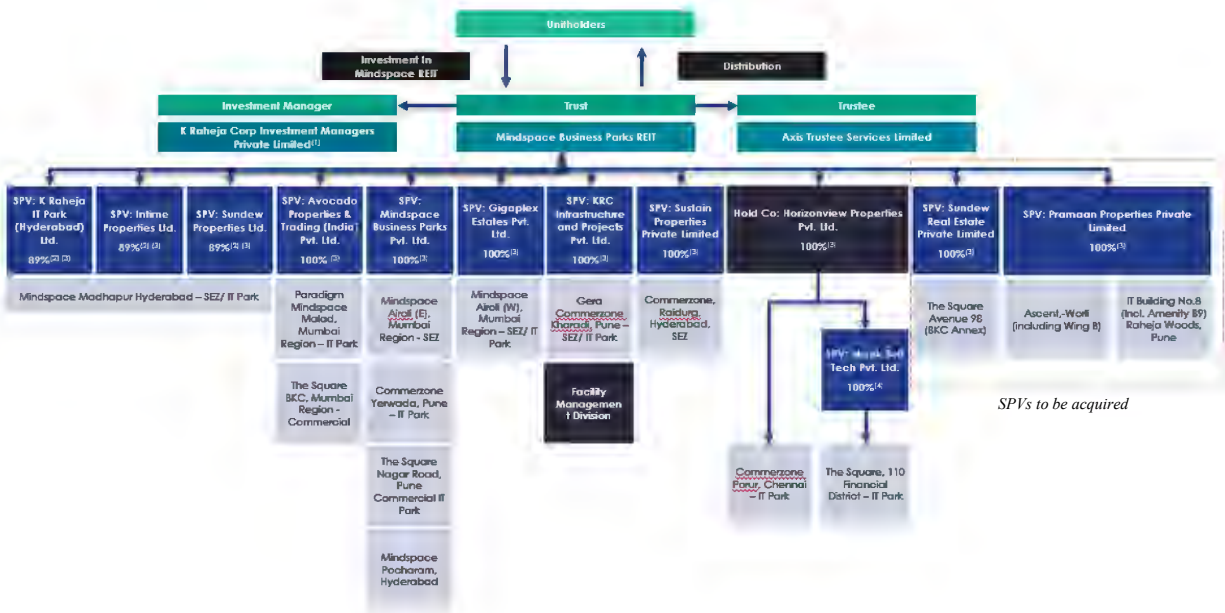 Unitholders
Investment In
Mindspace REIT
Distribution
Investment Manager
Trust
Trustee
K Raheja Corp Investment Managers
Private Limited(1)
Mindspace Business Parks REIT
Axis Trustee Services Limited
SPV: K Raheja
IT Park
(Hyderabad)
Ltd.
89%(2) (3)
SPV: Intime
Properties Ltd.
89%(2) (3)
SPV: Sundew
Properties Ltd.
89%(2) (3)
SPV: Avocado
Properties &
Trading (India)
Pvt. Ltd.
100% (3)
SPV:
Mindspace
Business Parks
Pvt. Ltd.
100%(3)
SPV: Gigaplex
Estates Pvt.
Ltd.
100%(3)
SPV: KRC
Infrastructure
and Projects
Pvt. Ltd.
100%(3)
SPV: Sustain
Properties
Private Limited
100%(3)
Hold Co: Horizonview Properties
Pvt. Ltd.
100%(3)
SPV: Sundew
Real Estate
Private Limited
100%(3)
SPV: Pramaan Properties Private
Limited
100%(3)
Mindspace Madhapur Hyderabad – SEZ/ IT Park
Paradigm
Mindspace
Malad,
Mumbai
Region – IT Park
Mindspace
Airoli (E),
Mumbai
Region - SEZ
Mindspace
Airoli (W),
Mumbai
Region – SEZ/ IT
Park
Gera
Commerzone
Kharadi, Pune –
SEZ/ IT Park
Commerzone,
Raidurg,
Hyderabad,
SEZ
The Square
Avenue 98
(BKC Annex)
Ascent,-Worli
(including Wing B)
IT Building No.8
(Incl. Amenity B9)
Raheja Woods,
Pune
The Square
BKC, Mumbai
Region -
Commercial
Commerzone
Yerwada, Pune
– IT Park
Facility
Managemen
t Division
SPV:
Tech Pvt. Ltd.
100%(4)
SPVs to be acquired
The Square
Nagar Road,
Pune
Commercial IT
Park
Commerzone
Porur, Chennai
– IT Park
The Square, 110
Financial
District – IT Park
Mindspace
Pocharam,
Hyderabad